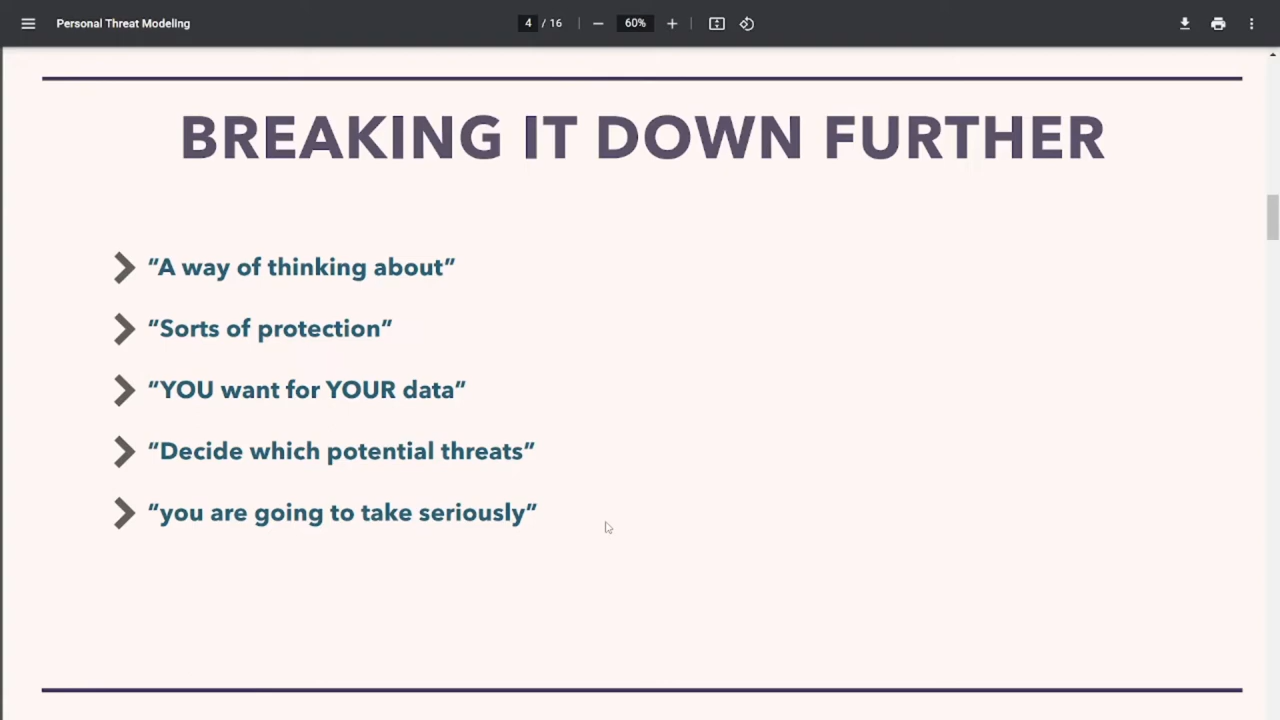 Personal Threat Modeling
4 / 16
60%
BREAKING IT DOWN FURTHER
“A way of thinking about”
“Sorts of protection”
“YOU want for YOUR data”
“Decide which potential threats”
“you are going to take seriously”